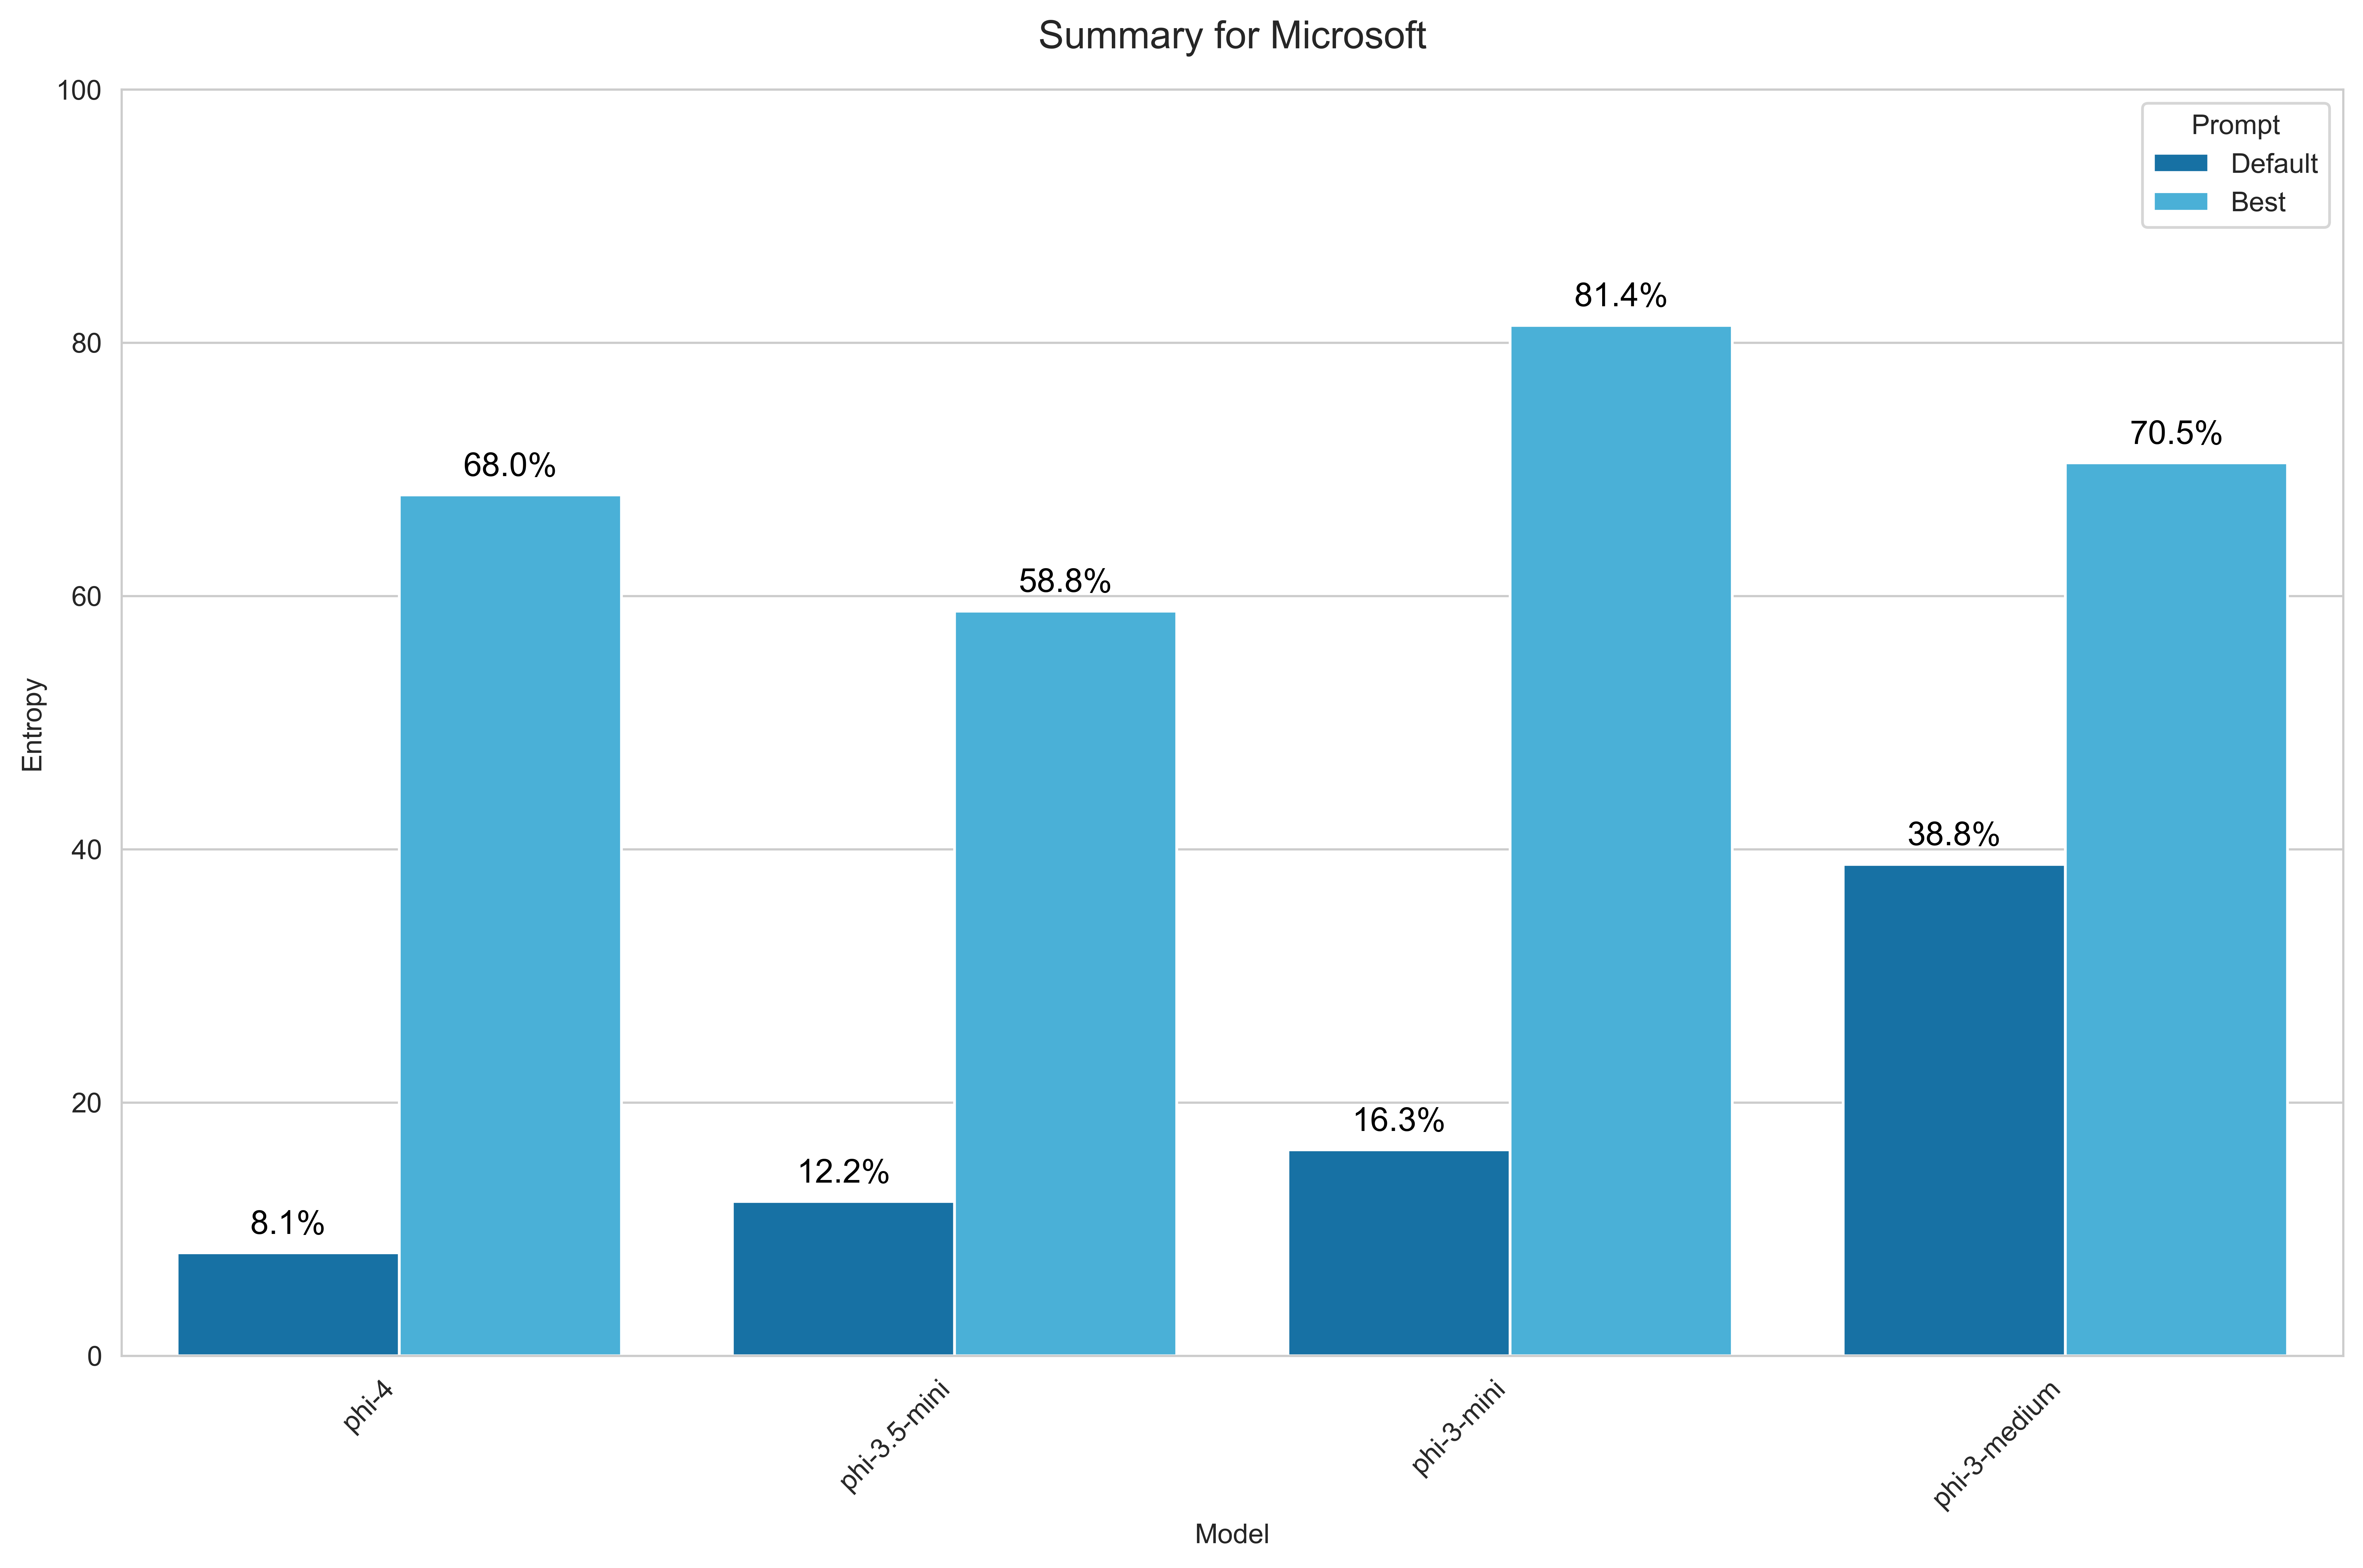 Summary for Microsoft
100
80
60
40
20
0
Entropy
Prompt
Default
Best
8.1%
68.0%
12.2%
58.8%
16.3%
81.4%
38.8%
70.5%
phi-4
phi-3.5-mini
phi-3-mini
phi-3-medium
Model